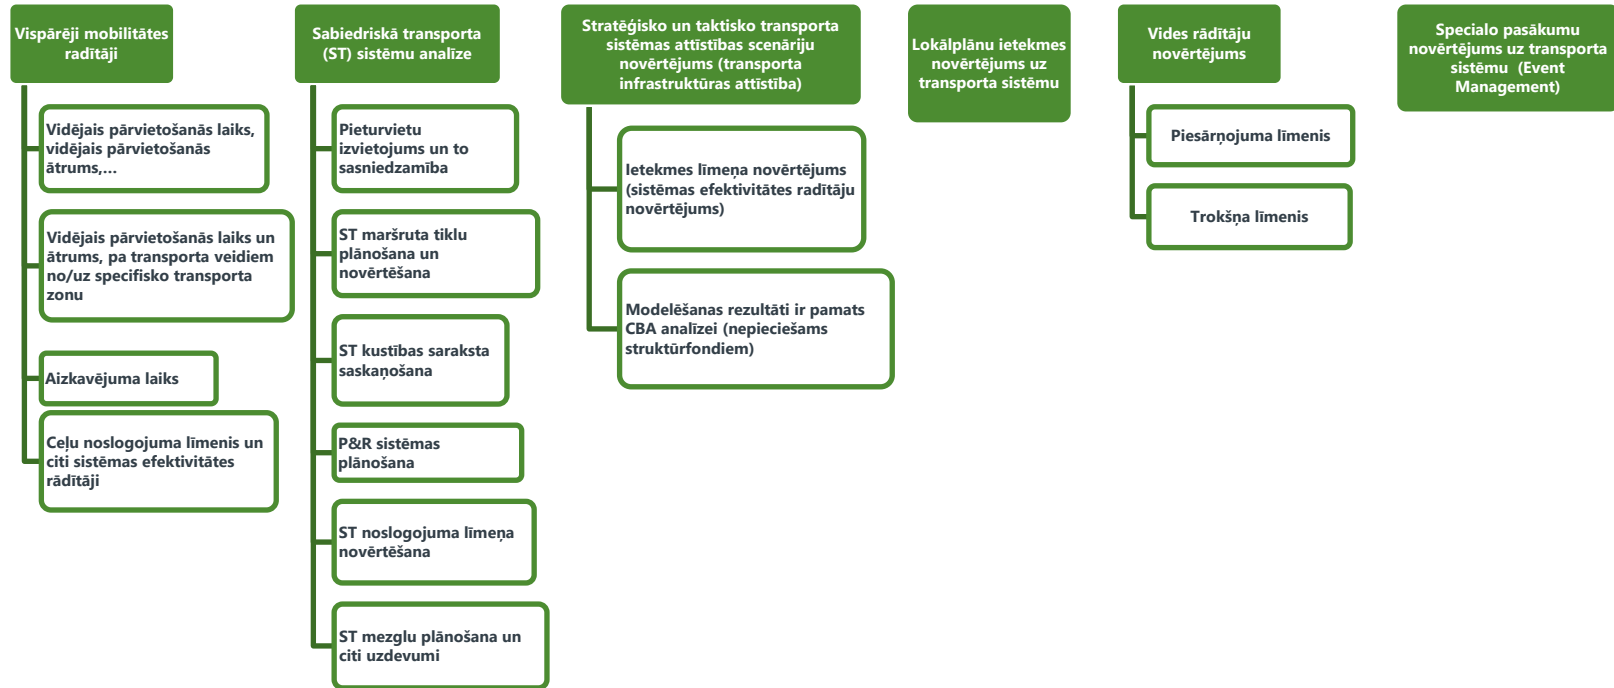 Vispārēji mobilitātes
radītāji
Vidējais pārvietošanās laiks,
vidējais pārvietošanās
ātrums,...
Vidējais pārvietošanās laiks un
ātrums, pa transporta veidiem
no/uz specifisko transporta
zonu
Aizkavējuma laiks
Ceļu noslogojuma līmenis un
citi sistēmas efektivitātes
rādītāji
Sabiedriskā transporta
(ST) sistēmu analīze
Pieturvietu
izvietojums un to
sasniedzamība
ST maršruta tiklu
plānošana un
novērtēšana
ST kustības saraksta
saskaņošana
P&R sistēmas
plānošana
ST noslogojuma līmeņa
novērtēšana
ST mezglu plānošana un
citi uzdevumi
Stratēģisko un taktisko transporta
sistēmas attīstības scenāriju
novērtējums (transporta
infrastruktūras attīstība)
Ietekmes līmeņa novērtējums
(sistēmas efektivitātes radītāju
novērtējums)
Modelēšanas rezultāti ir pamats
CBA analīzei (nepieciešams
struktūrfondiem)
Lokālplānu ietekmes
novērtējums uz
transporta sistēmu
Vides rādītāju
novērtējums
Piesārņojuma līmenis
Trokšņa līmenis
Specialo pasākumu
novērtējums uz transporta
sistēmu  (Event
Management)